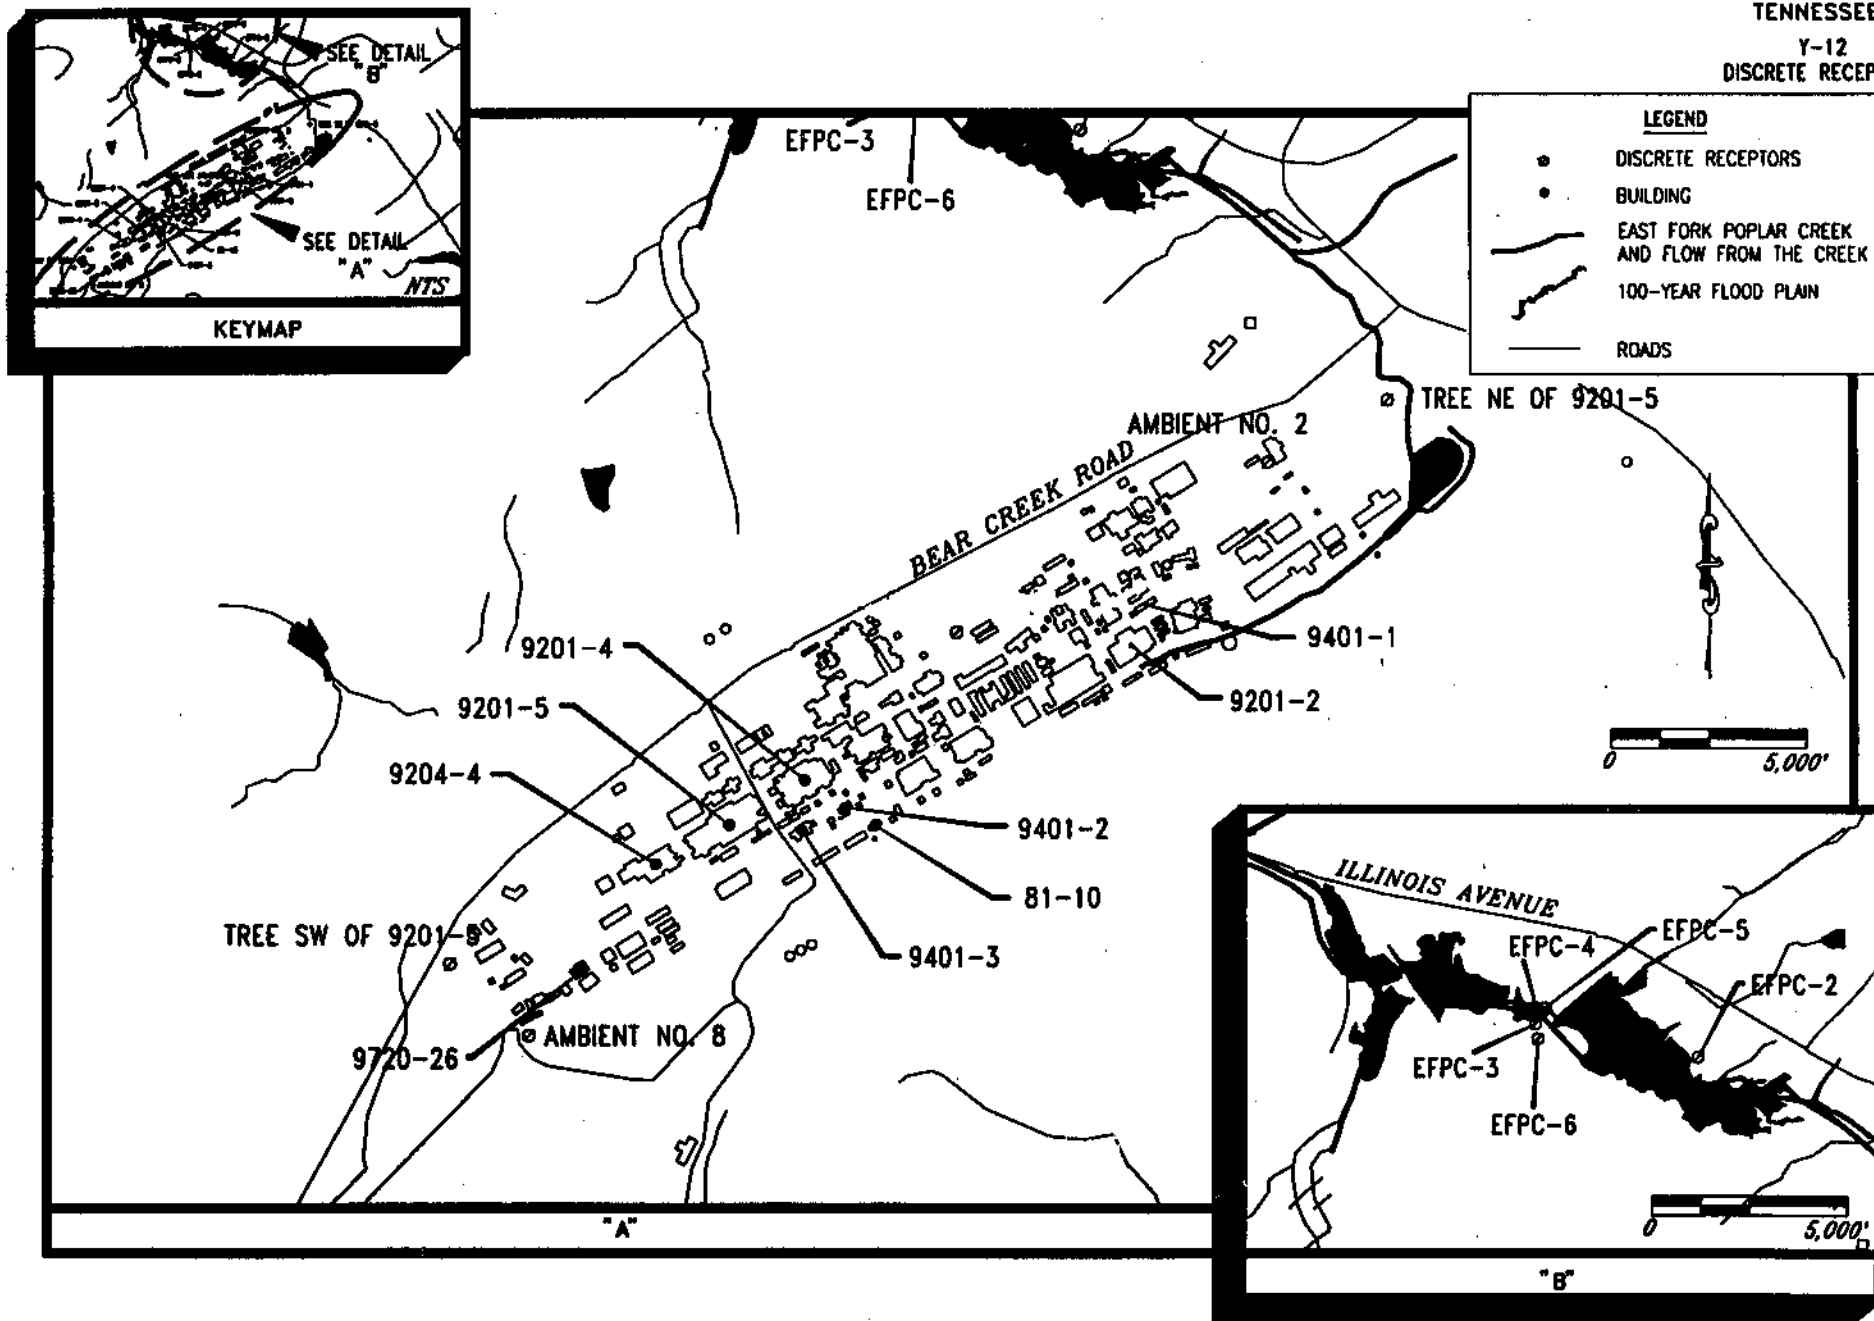 TENNESSEE
Y-12
DISCRETE RECEP
SEE DETAIL
"B"
SEE DETAIL
"A"
NTS
KEYMAP
LEGEND
DISCRETE RECEPTORS
BUILDING
EAST FORK POPLAR CREEK
AND FLOW FROM THE CREEK
100-YEAR FLOOD PLAIN
ROADS
EFPC-3
EFPC-6
TREE NE OF 9201-5
AMBIENT NO. 2
BEAR CREEK ROAD
9201-4
9401-1
9201-5
9201-2
9204-4
0 5,000'
9401-2
81-10
TREE SW OF 9201-5
9401-3
AMBIENT NO. 8
9720-26
"A"
ILLINOIS AVENUE
EFPC-5
EFPC-4
EFPC-2
EFPC-3
EFPC-6
0 5,000'
"B"